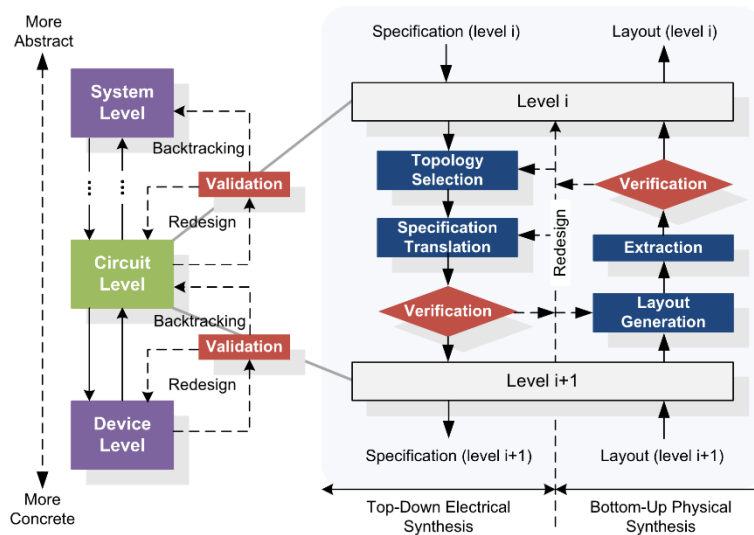 More
Abstract
System
Level
Backtracking
Validation
Redesign
Circuit
Level
Backtracking
Validation
Redesign
Device
Level
More
Concrete
Specification (level i)
Layout (level i)
Level i
Topology
Selection
Verification
Specification
Translation
Redesign
Extraction
Verification
Layout
Generation
Level i+1
Specification (level i+1)
Layout (level i+1)
Top-Down Electrical
Synthesis
Bottom-Up Physical
Synthesis